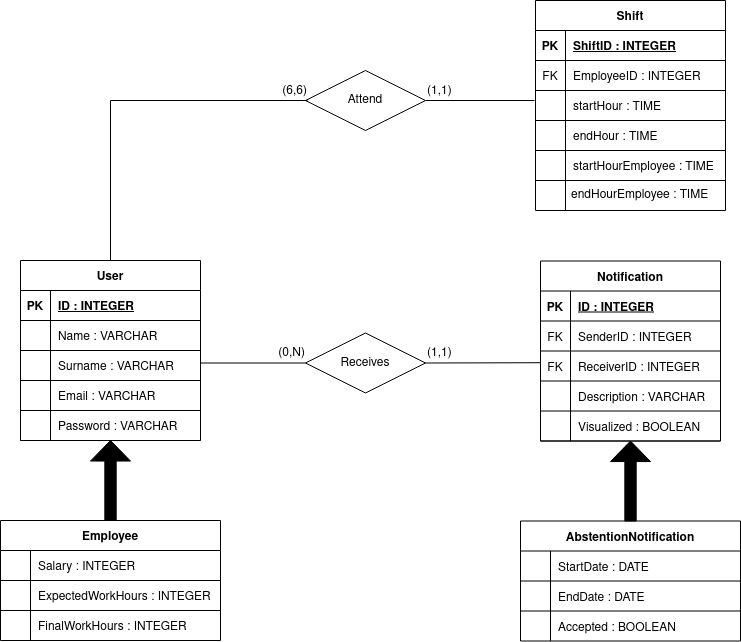 Shift
PK ShiftID : INTEGER
FK EmployeeID : INTEGER
startHour : TIME
endHour : TIME
startHourEmployee : TIME
endHourEmployee : TIME
(6,6) Attend (1,1)
User
PK ID : INTEGER
Name : VARCHAR
Surname : VARCHAR
Email : VARCHAR
Password : VARCHAR
(0,N) Receives (1,1)
Notification
PK ID : INTEGER
FK SenderID : INTEGER
FK ReceiverID : INTEGER
Description : VARCHAR
Visualized : BOOLEAN
Employee
Salary : INTEGER
ExpectedWorkHours : INTEGER
FinalWorkHours : INTEGER
AbstentionNotification
StartDate : DATE
EndDate : DATE
Accepted : BOOLEAN